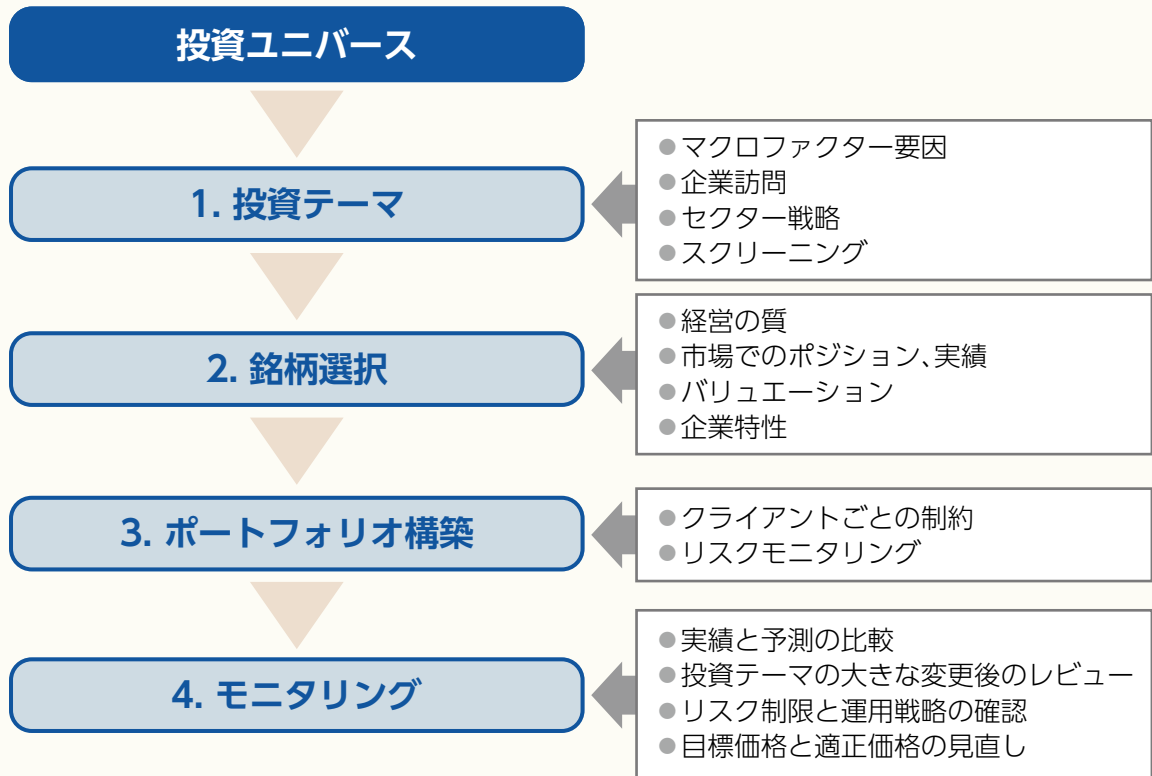 投資ユニバース
1. 投資テーマ
●マクロファクター要因
●企業訪問
●セクター戦略
●スクリーニング
2. 銘柄選択
●経営の質
●市場でのポジション、実績
●バリュエーション
●企業特性
3. ポートフォリオ構築
●クライアントごとの制約
●リスクモニタリング
4. モニタリング
●実績と予測の比較
●投資テーマの大きな変更後のレビュー
●リスク制限と運用戦略の確認
●目標価格と適正価格の見直し